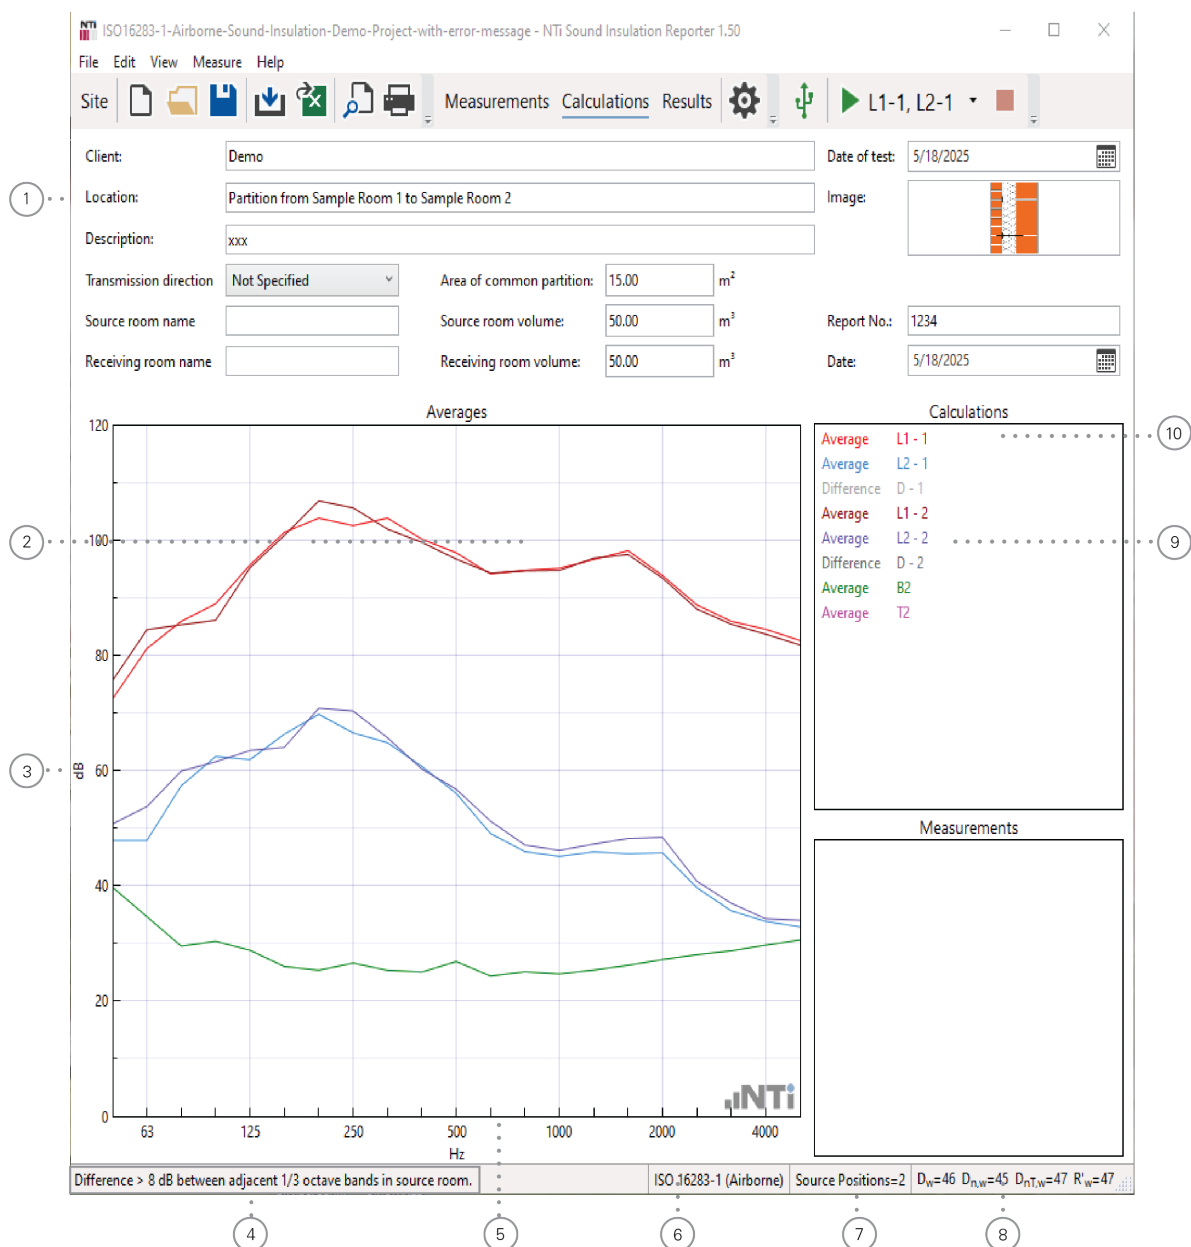 NTi ISO16283-1-Airborne-Sound-Insulation-Demo-Project-with-error-message - NTi Sound Insulation Reporter 1.50
File Edit View Measure Help
Site Measurements Calculations Results L1-1, L2-1
Client: Demo Date of test: 5/18/2025
1 Location: Partition from Sample Room 1 to Sample Room 2 Image:
Description: xxx
Transmission direction Not Specified Area of common partition: 15.00 m²
Source room name Source room volume: 50.00 m³ Report No.: 1234
Receiving room name Receiving room volume: 50.00 m³ Date: 5/18/2025
Averages Calculations
120
Average L1 - 1 10
Average L2 - 1
Difference D - 1
Average L1 - 2
2 100 Average L2 - 2 9
Difference D - 2
Average B2
Average T2
80
3 dB 60
Measurements
40
20
NTi
0
63 125 250 500 1000 2000 4000
Hz
Difference > 8 dB between adjacent 1/3 octave bands in source room. ISO 16283-1 (Airborne) Source Positions=2 Dw=46 Dn,w=45 DnT,w=47 R'w=47
4 5 6 7 8